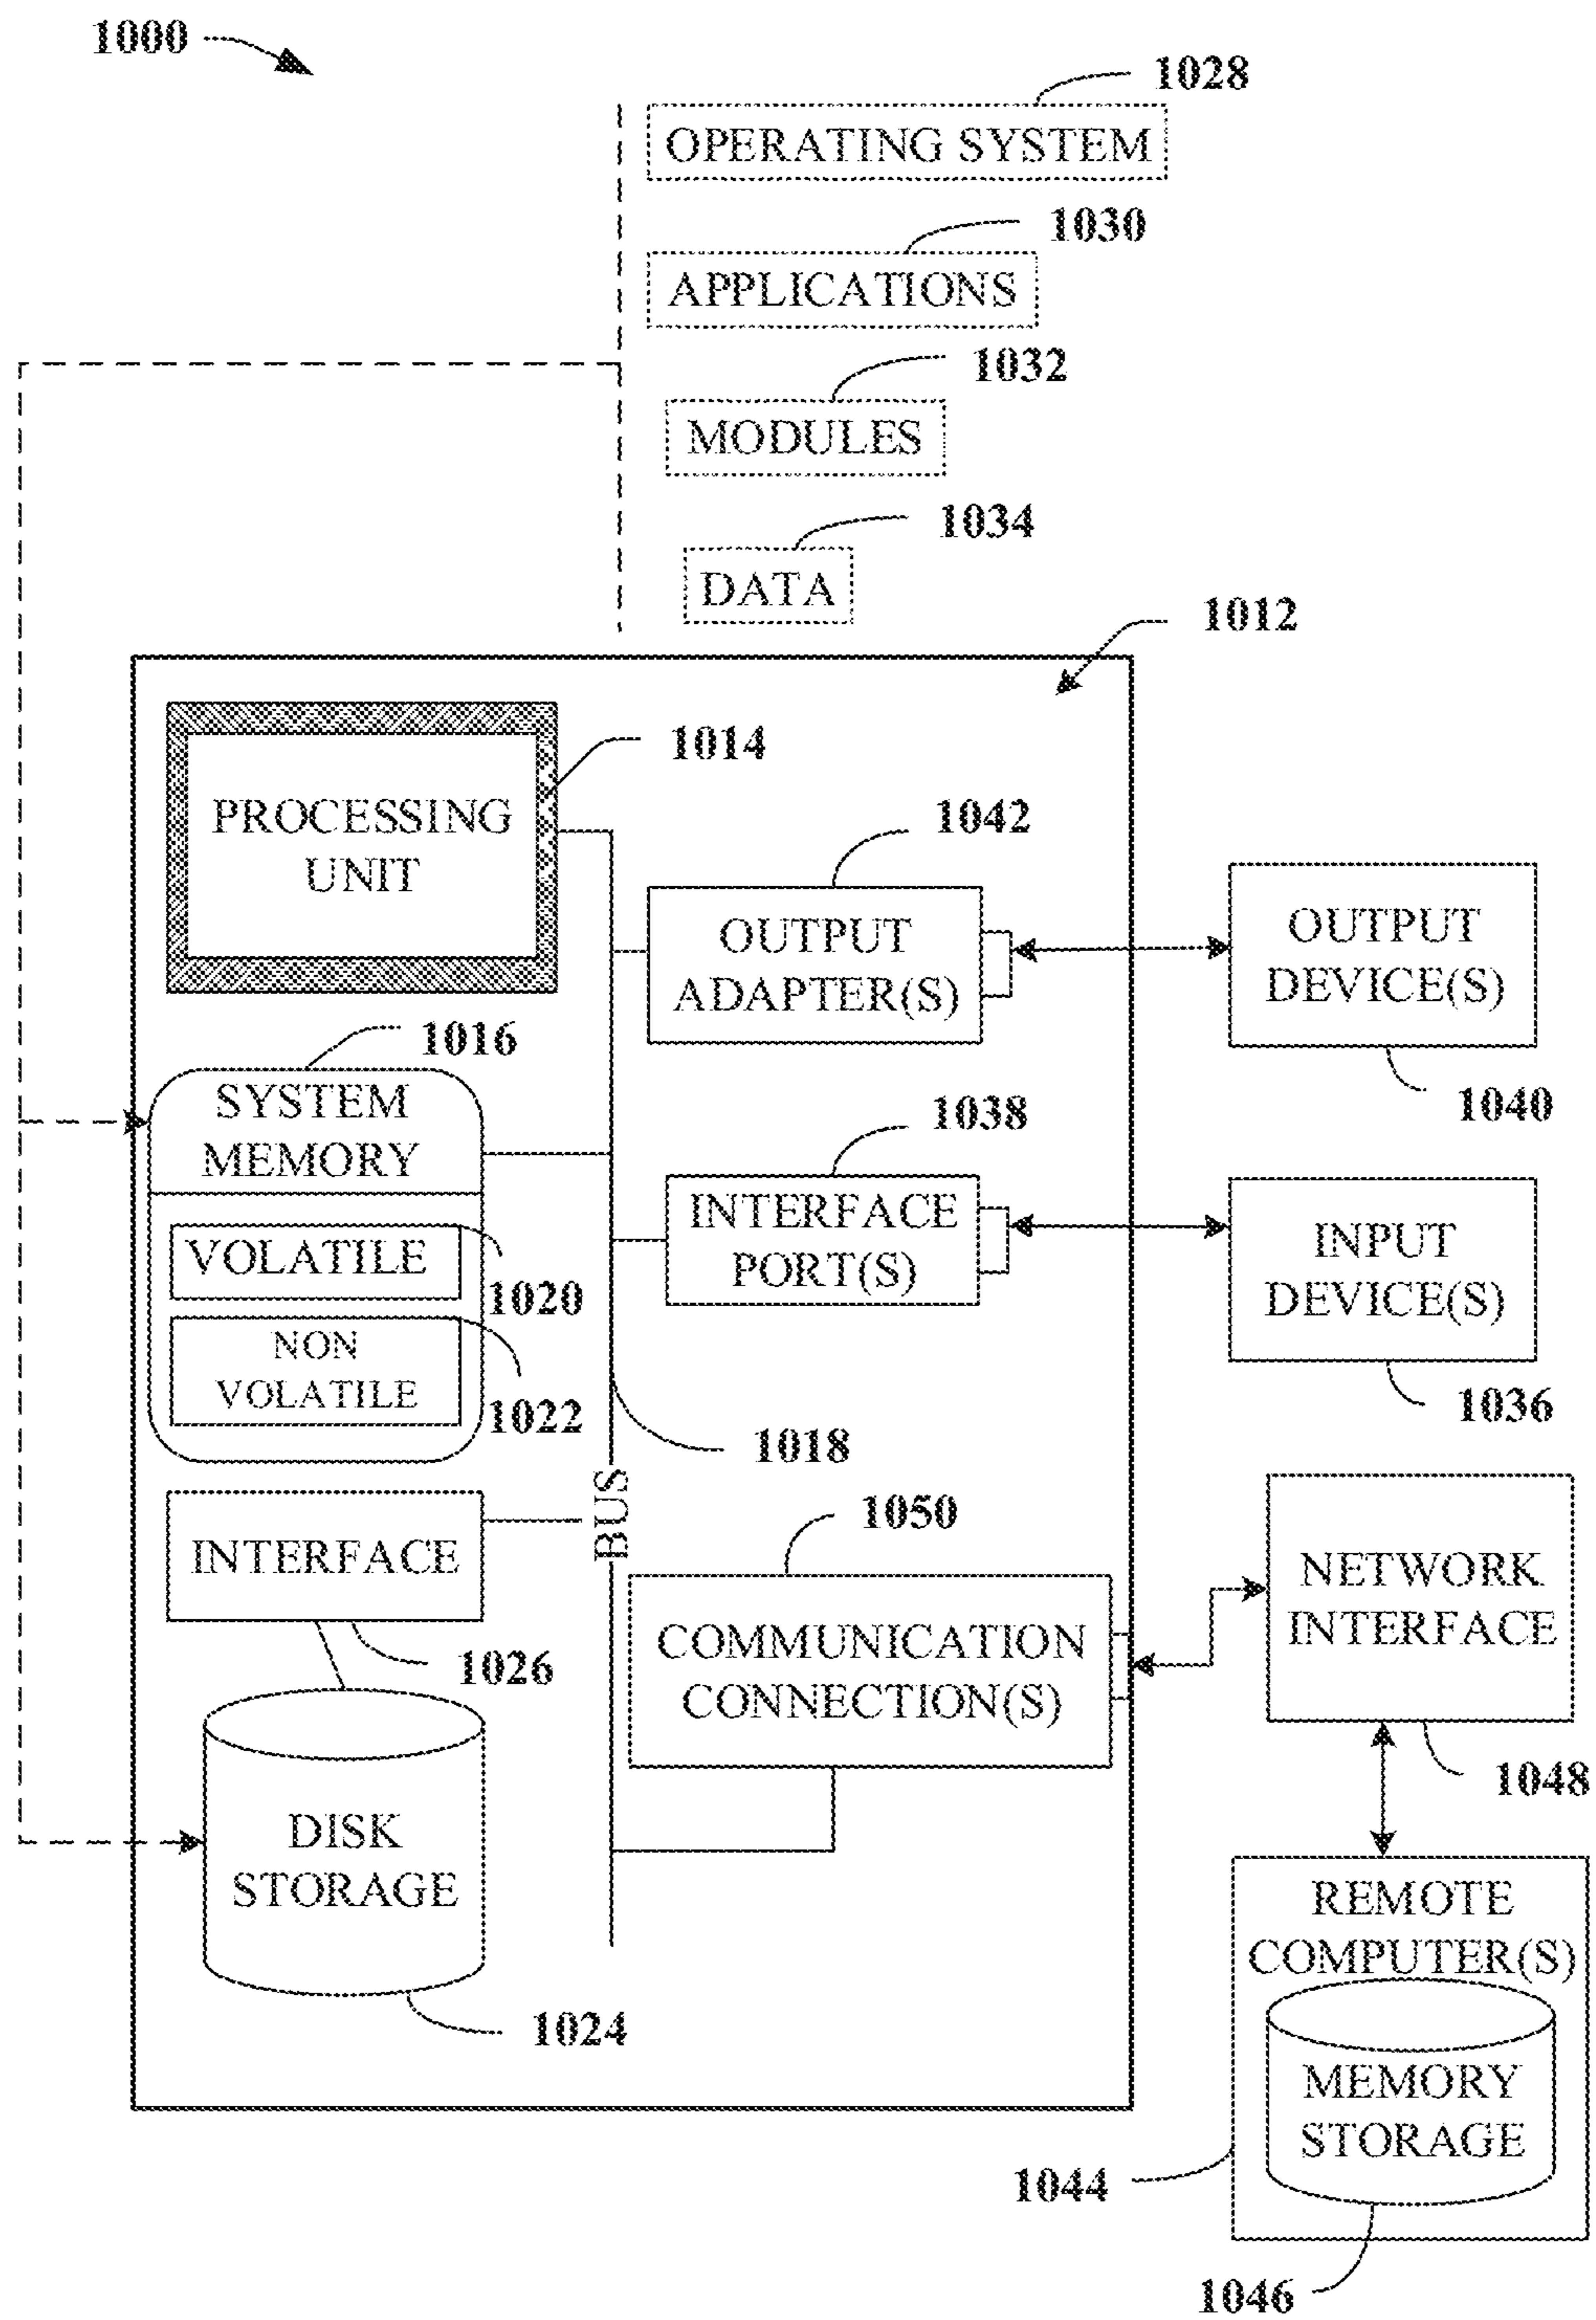 1000
1028
OPERATING SYSTEM
1030
APPLICATIONS
1032
MODULES
1034
DATA
1012
PROCESSING
UNIT
1014
1042
OUTPUT
ADAPTER(S)
OUTPUT
DEVICE(S)
1040
1016
SYSTEM
MEMORY
VOLATILE
1020
NON
VOLATILE
1022
1038
INTERFACE
PORT(S)
INPUT
DEVICE(S)
1036
1018
BUS
INTERFACE
1026
1050
COMMUNICATION
CONNECTION(S)
NETWORK
INTERFACE
1048
DISK
STORAGE
1024
REMOTE
COMPUTER(S)
MEMORY
STORAGE
1044
1046